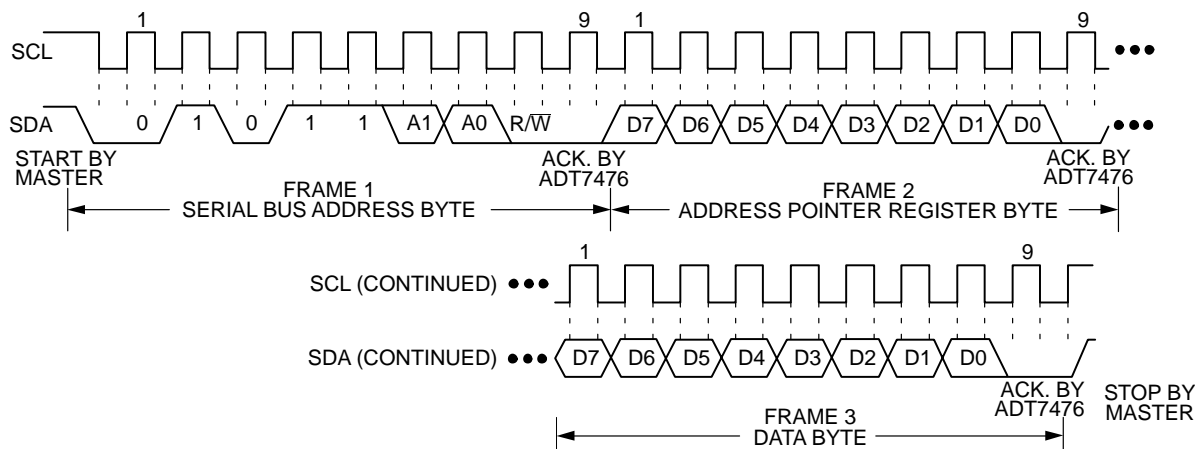 1 9 1 9
SCL
SDA 0 1 0 1 1 A1 A0 R/W̅ D7 D6 D5 D4 D3 D2 D1 D0
START BY MASTER
ACK. BY ADT7476
ACK. BY ADT7476
FRAME 1
SERIAL BUS ADDRESS BYTE
FRAME 2
ADDRESS POINTER REGISTER BYTE
1 9
SCL (CONTINUED)
SDA (CONTINUED) D7 D6 D5 D4 D3 D2 D1 D0
ACK. BY ADT7476
STOP BY MASTER
FRAME 3
DATA BYTE